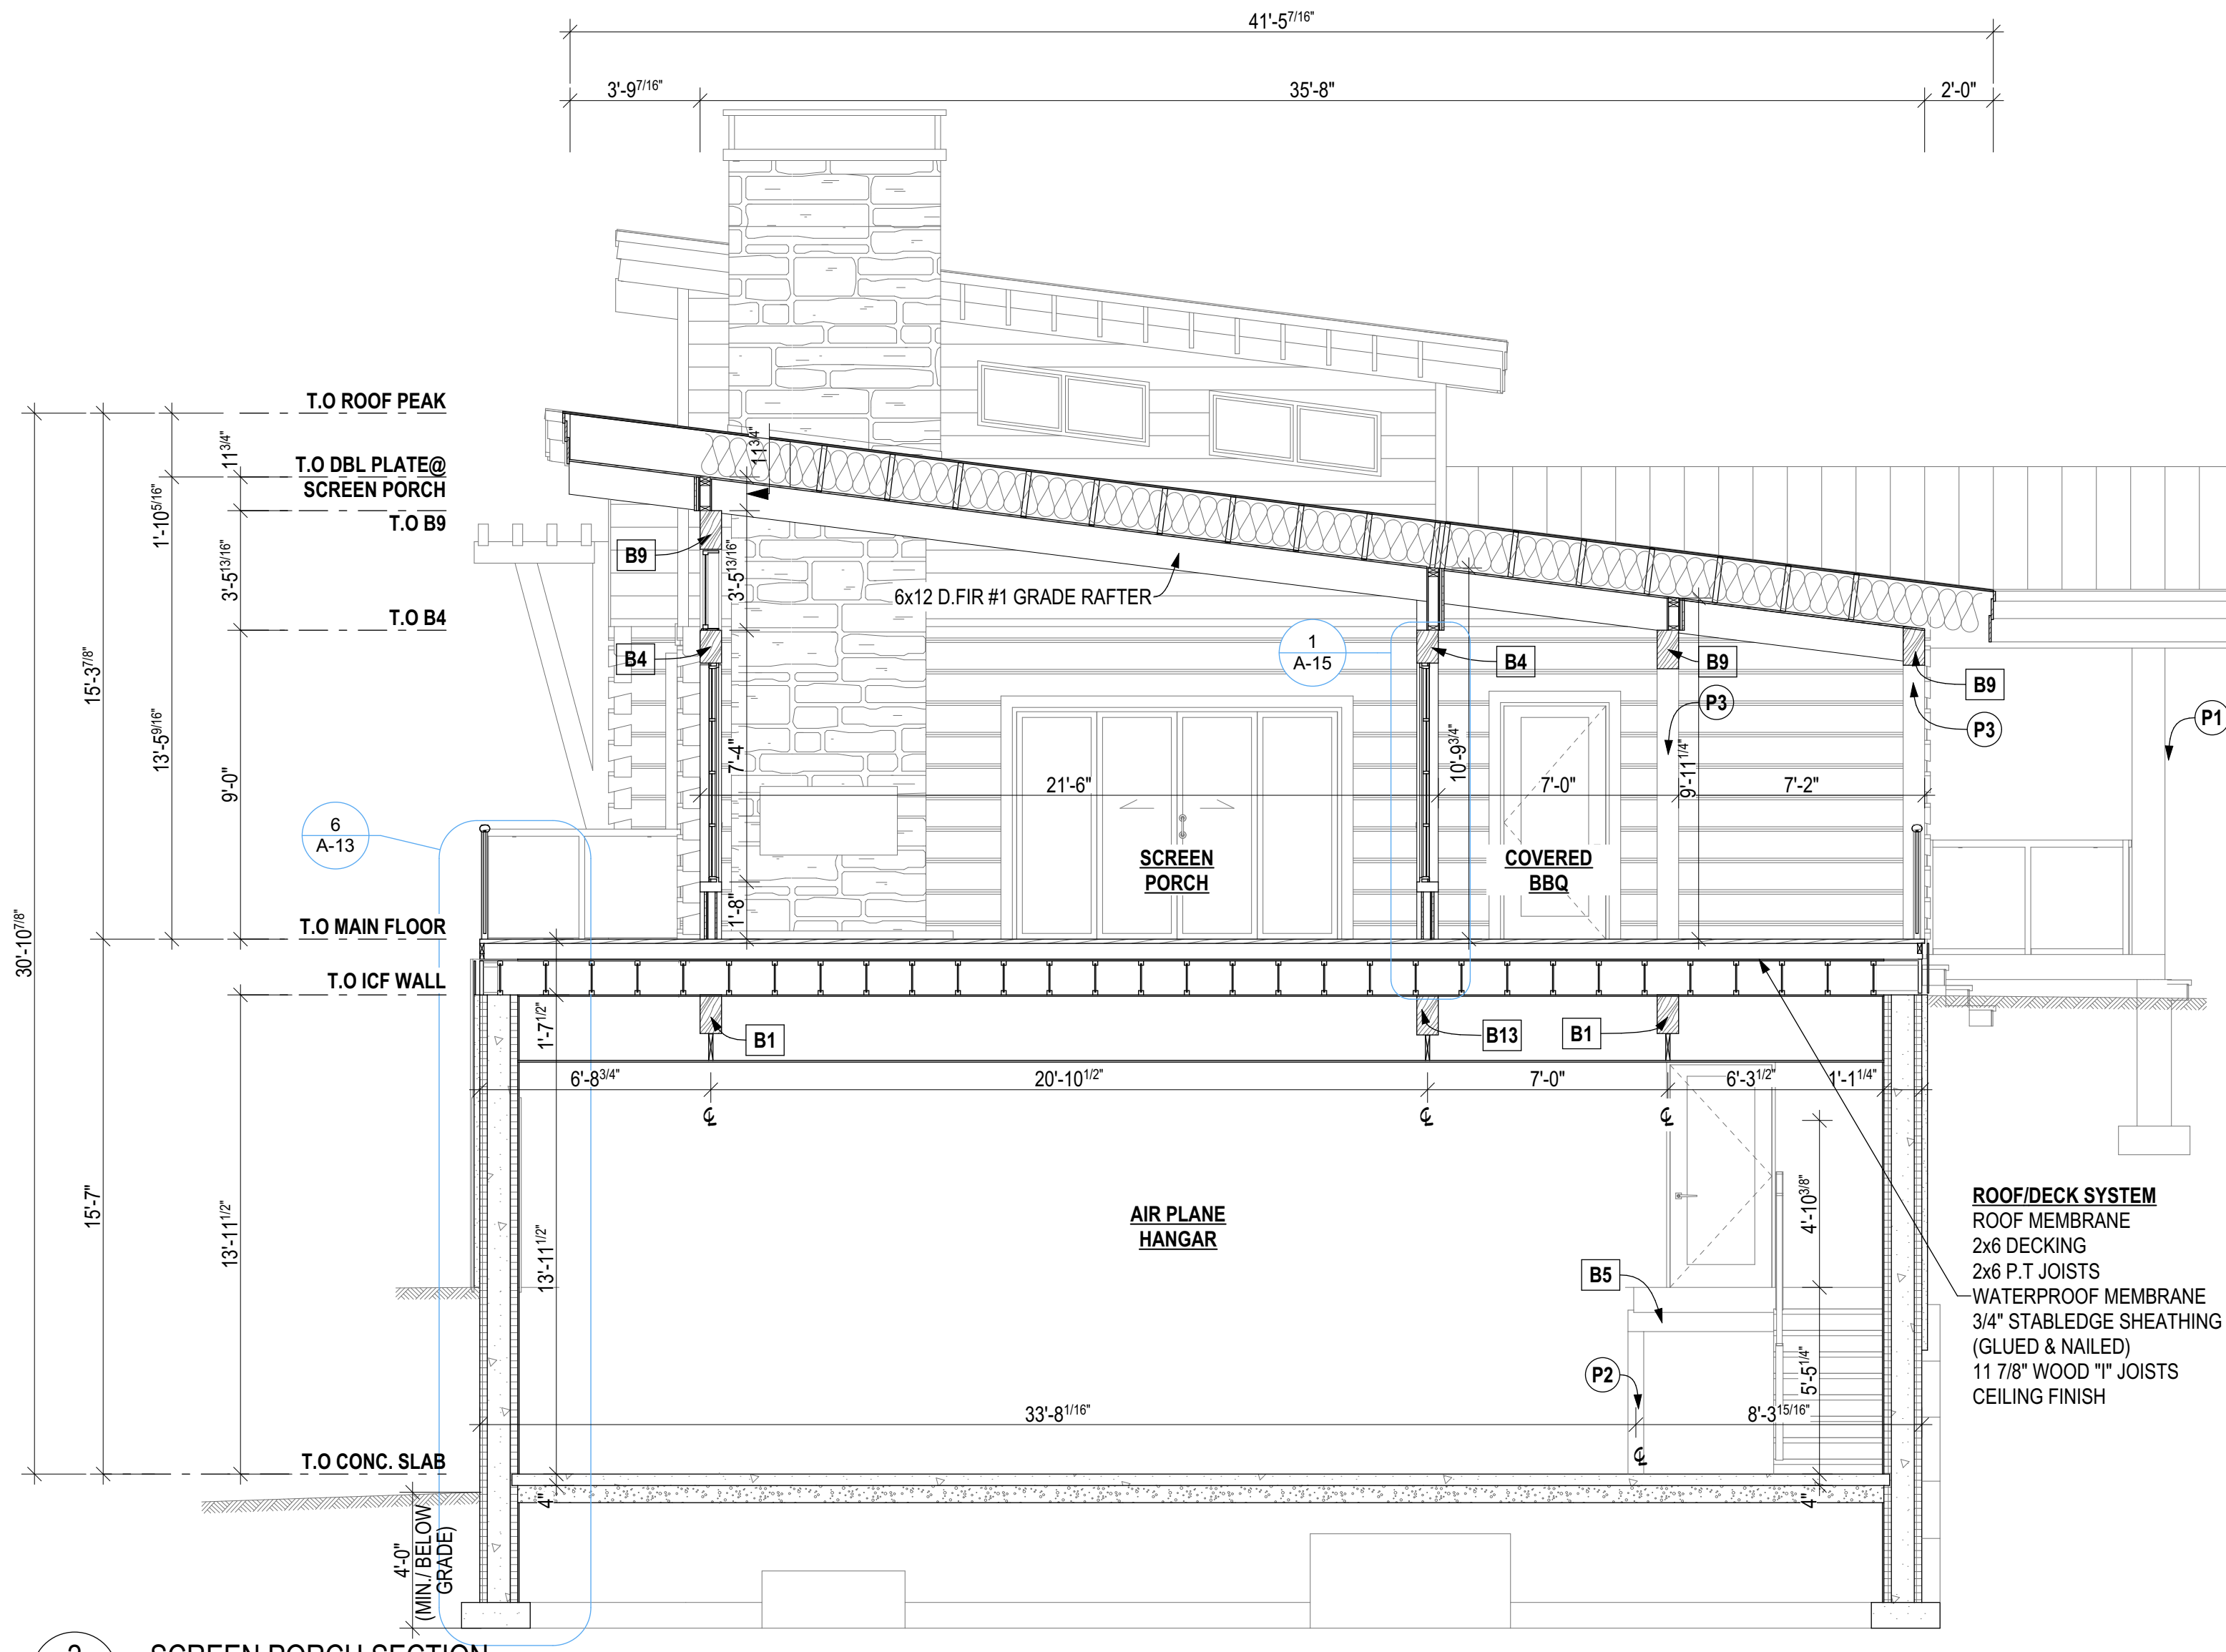 41'-5 7/16"
3'-9 7/16"
35'-8"
2'-0"
T.O ROOF PEAK
11 3/4"
11 3/4"
T.O DBL PLATE@
SCREEN PORCH
1'-10 5/16"
T.O B9
B9
3'-5 13/16"
3'-5 13/16"
6x12 D.FIR #1 GRADE RAFTER
T.O B4
B4
1
A-15
B4
B9
B9
P3
P3
P1
15'-3 7/8"
13'-5 9/16"
9'-0"
7'-4"
10'-9 3/4"
9'-11 1/4"
21'-6"
7'-0"
7'-2"
6
A-13
SCREEN
PORCH
COVERED
BBQ
1'-8"
T.O MAIN FLOOR
30'-10 7/8"
T.O ICF WALL
1'-7 1/2"
B1
B13
B1
6'-8 3/4"
20'-10 1/2"
7'-0"
6'-3 1/2"
1'-1 1/4"
℄
℄
℄
15'-7"
13'-11 1/2"
13'-11 1/2"
AIR PLANE
HANGAR
4'-10 3/8"
B5
ROOF/DECK SYSTEM
ROOF MEMBRANE
2x6 DECKING
2x6 P.T JOISTS
WATERPROOF MEMBRANE
3/4" STABLEDGE SHEATHING
(GLUED & NAILED)
11 7/8" WOOD "I" JOISTS
CEILING FINISH
P2
5'-5 1/4"
33'-8 1/16"
8'-3 15/16"
℄
T.O CONC. SLAB
4"
4"
4'-0"
(MIN./ BELOW
GRADE)
SCREEN PORCH SECTION